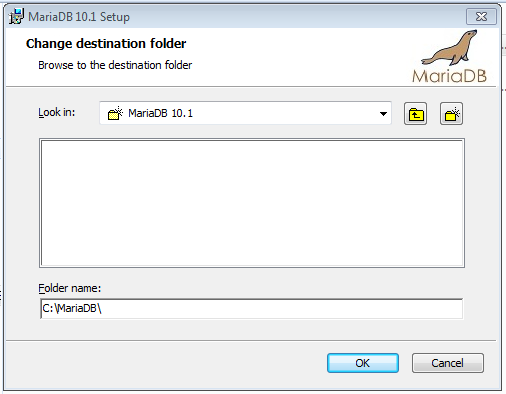 MariaDB 10.1 Setup
Change destination folder
Browse to the destination folder
MariaDB
Look in:
MariaDB 10.1
Folder name:
C:\MariaDB\
OK
Cancel